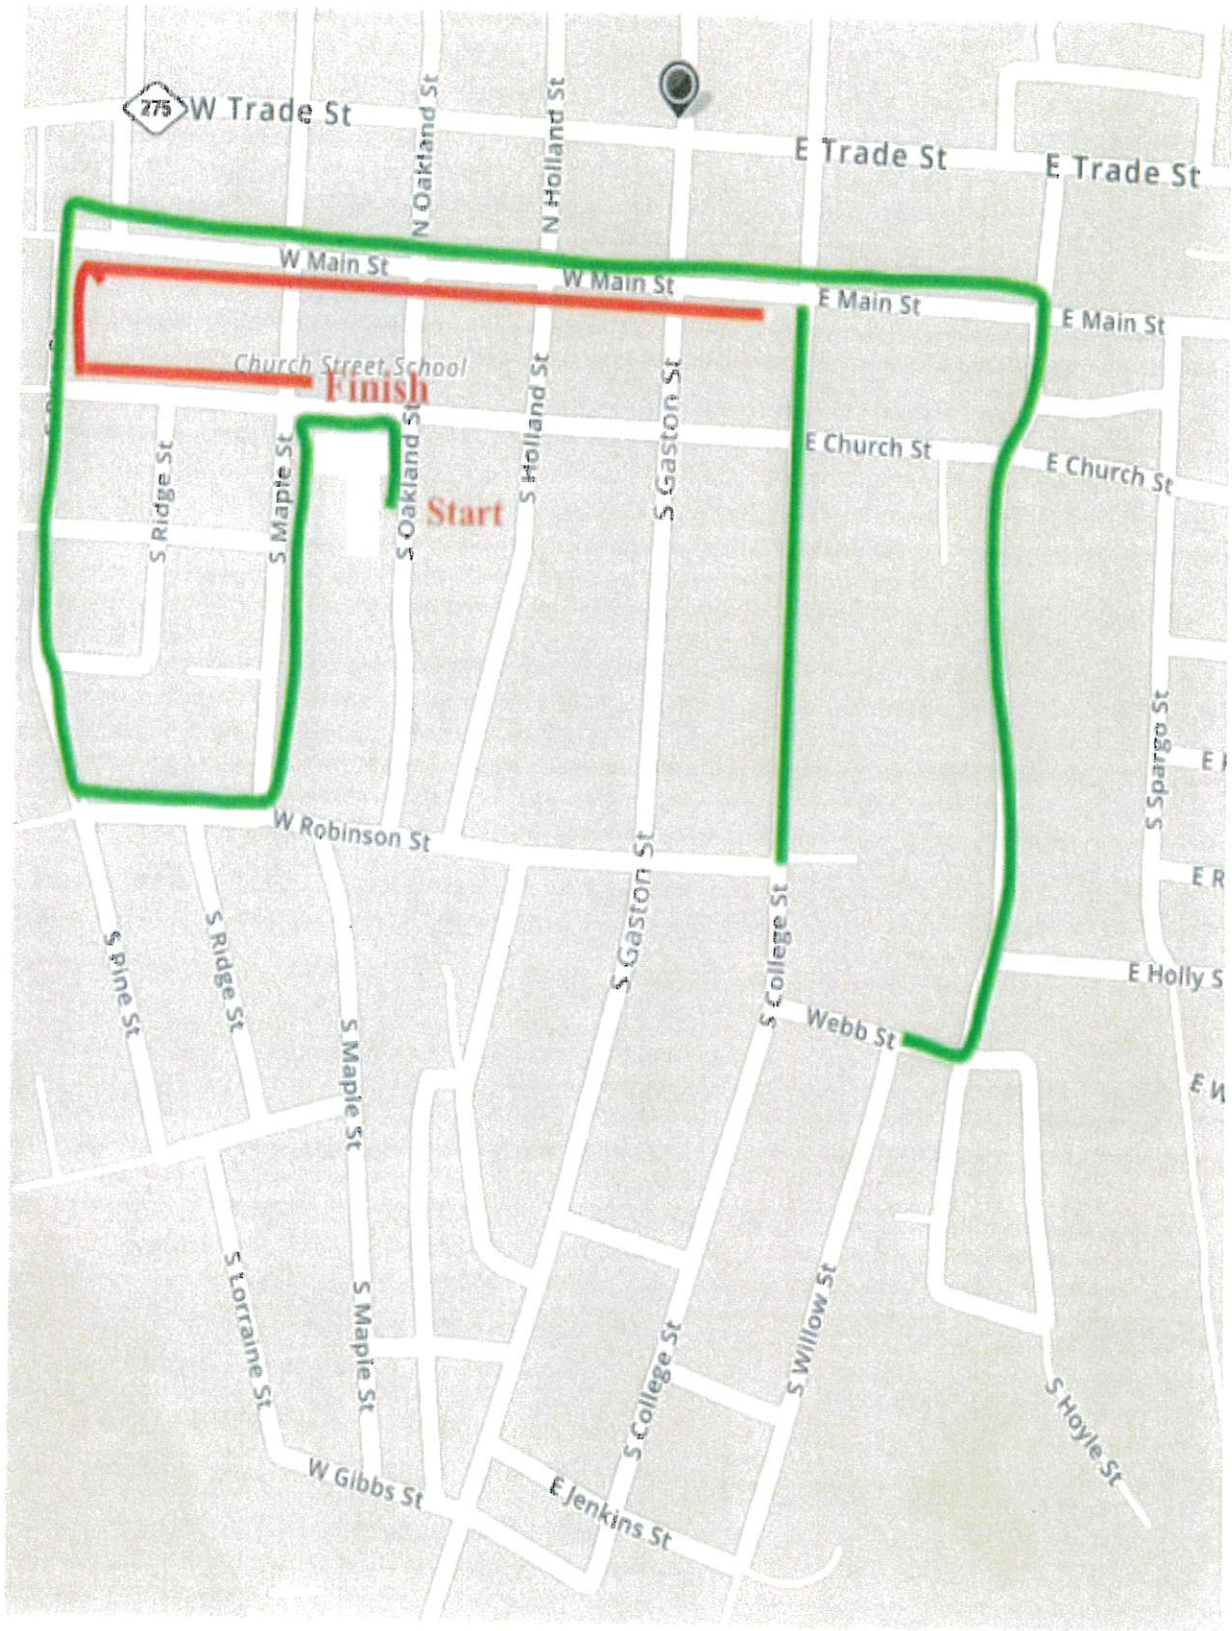 275
W Trade St
N Oakland St
N Holland St
E Trade St
E Trade St
W Main St
W Main St
E Main St
E Main St
Church Street School
Finish
S Ridge St
S Maple St
S Oakland St
Start
S Holland St
S Gaston St
E Church St
E Church St
S Spargo St
W Robinson St
S Gaston St
S College St
E R
S Pine St
S Ridge St
S Maple St
Webb St
E Holly S
E W
S Lorraine St
S Maple St
S College St
S Willow St
S Hoyle St
W Gibbs St
E Jenkins St